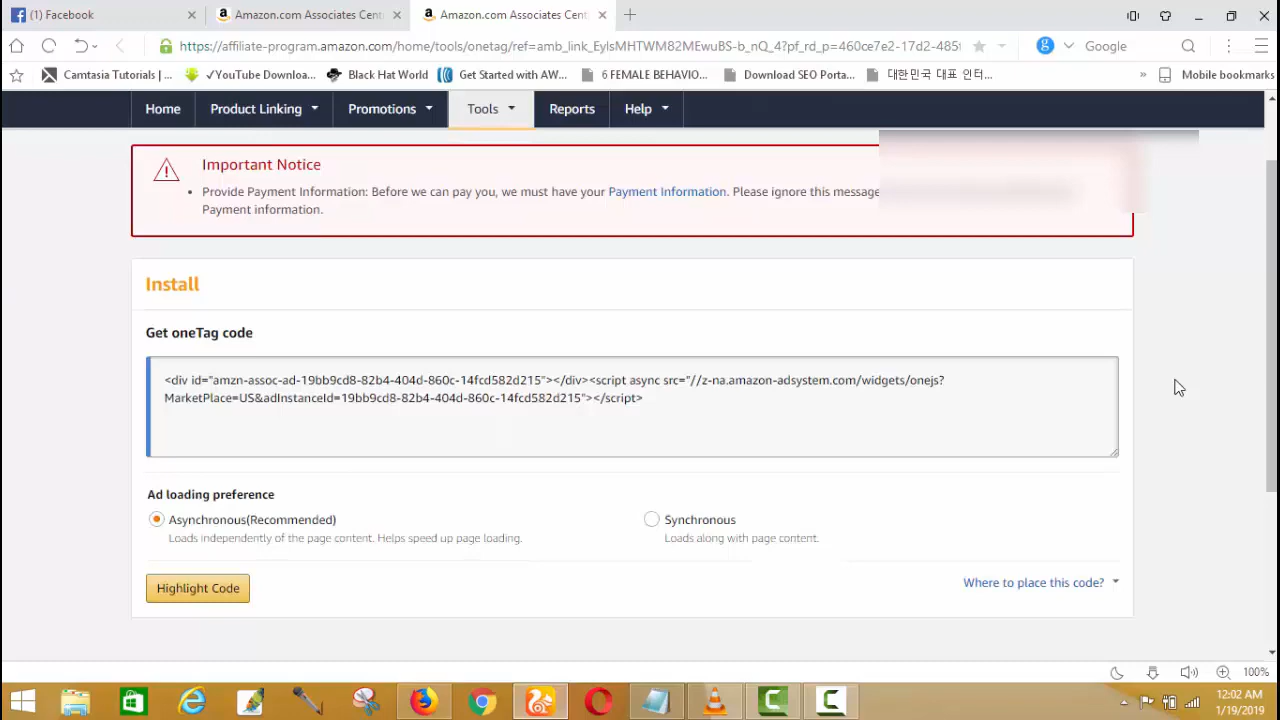 (1) Facebook
Amazon.com Associates Cent
Amazon.com Associates Cent
https://affiliate-program.amazon.com/home/tools/onetag/ref=amb_link_EylsMHTWM82MEwuBS-b_nQ_4?pf_rd_p=460ce7e2-17d2-485f
Google
Camtasia Tutorials |...
✓YouTube Downloa...
Black Hat World
Get Started with AW...
6 FEMALE BEHAVIO...
Download SEO Porta...
대한민국 대표 인터...
Mobile bookmarks
Home
Product Linking
Promotions
Tools
Reports
Help
Important Notice
Provide Payment Information: Before we can pay you, we must have your Payment Information. Please ignore this message
Payment information.
Install
Get oneTag code
<div id="amzn-assoc-ad-19bb9cd8-82b4-404d-860c-14fcd582d215"></div><script async src="//z-na.amazon-adsystem.com/widgets/onejs?
MarketPlace=US&adInstanceId=19bb9cd8-82b4-404d-860c-14fcd582d215"></script>
Ad loading preference
Asynchronous(Recommended)
Synchronous
Loads independently of the page content. Helps speed up page loading.
Loads along with page content.
Highlight Code
Where to place this code?
100%
12:02 AM
1/19/2019